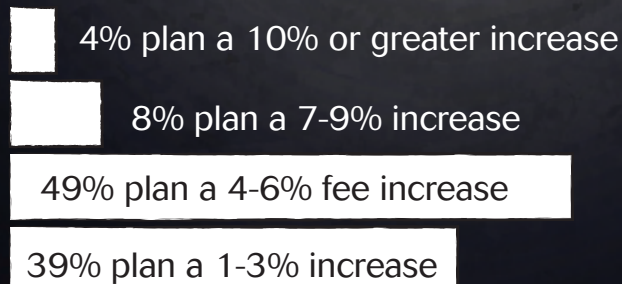 4% plan a 10% or greater increase
8% plan a 7-9% increase
49% plan a 4-6% fee increase
39% plan a 1-3% increase